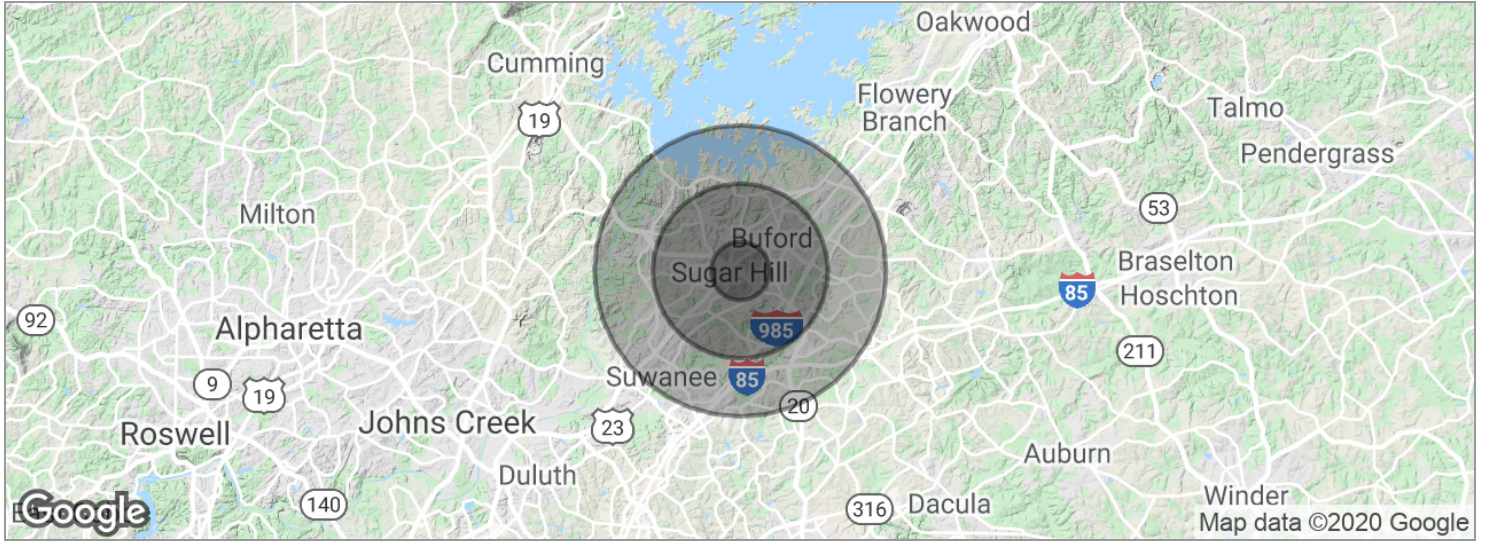 Oakwood
Cumming
Flowery
Branch
19
Talmo
Pendergrass
Milton
53
Buford
Sugar Hill
Braselton
85
Hoschton
92
Alpharetta
985
211
Suwanee
85
9
19
20
Johns Creek
23
Roswell
Auburn
Duluth
140
Winder
316
Dacula
Google
Map data ©2020 Google